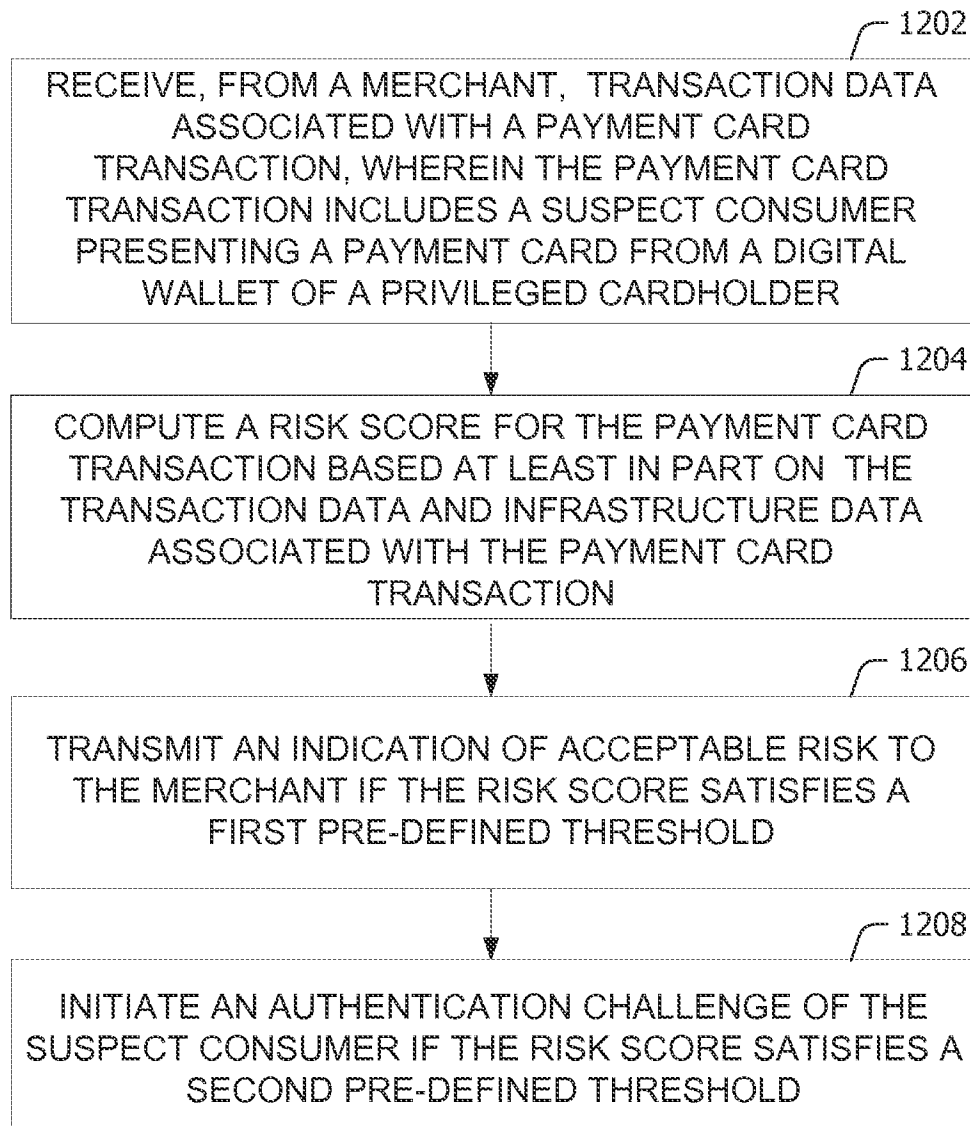 1202
RECEIVE, FROM A MERCHANT, TRANSACTION DATA
ASSOCIATED WITH A PAYMENT CARD
TRANSACTION, WHEREIN THE PAYMENT CARD
TRANSACTION INCLUDES A SUSPECT CONSUMER
PRESENTING A PAYMENT CARD FROM A DIGITAL
WALLET OF A PRIVILEGED CARDHOLDER
1204
COMPUTE A RISK SCORE FOR THE PAYMENT CARD
TRANSACTION BASED AT LEAST IN PART ON THE
TRANSACTION DATA AND INFRASTRUCTURE DATA
ASSOCIATED WITH THE PAYMENT CARD
TRANSACTION
1206
TRANSMIT AN INDICATION OF ACCEPTABLE RISK TO
THE MERCHANT IF THE RISK SCORE SATISFIES A
FIRST PRE-DEFINED THRESHOLD
1208
INITIATE AN AUTHENTICATION CHALLENGE OF THE
SUSPECT CONSUMER IF THE RISK SCORE SATISFIES A
SECOND PRE-DEFINED THRESHOLD